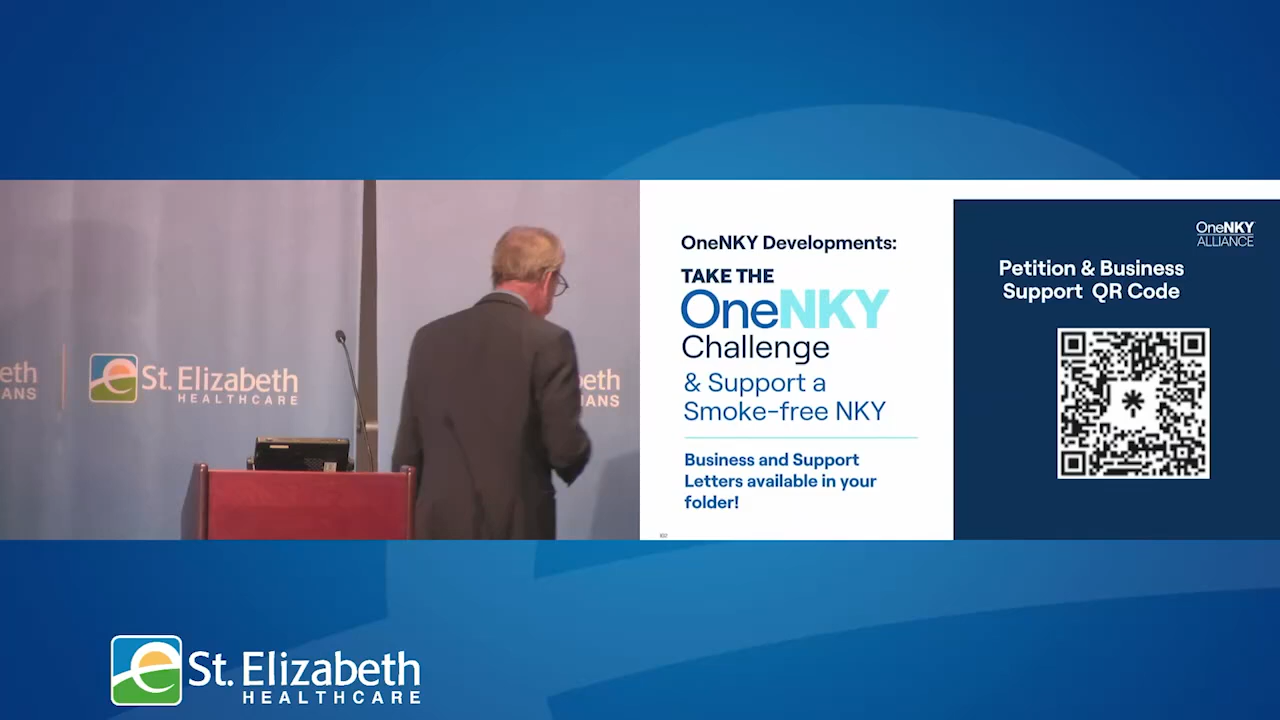 eth
ANS
St. Elizabeth
HEALTHCARE
eth
IANS
OneNKY Developments:
TAKE THE
OneNKY
Challenge
& Support a
Smoke-free NKY
Business and Support
Letters available in your
folder!
OneNKY
ALLIANCE
Petition & Business
Support QR Code
St. Elizabeth
HEALTHCARE